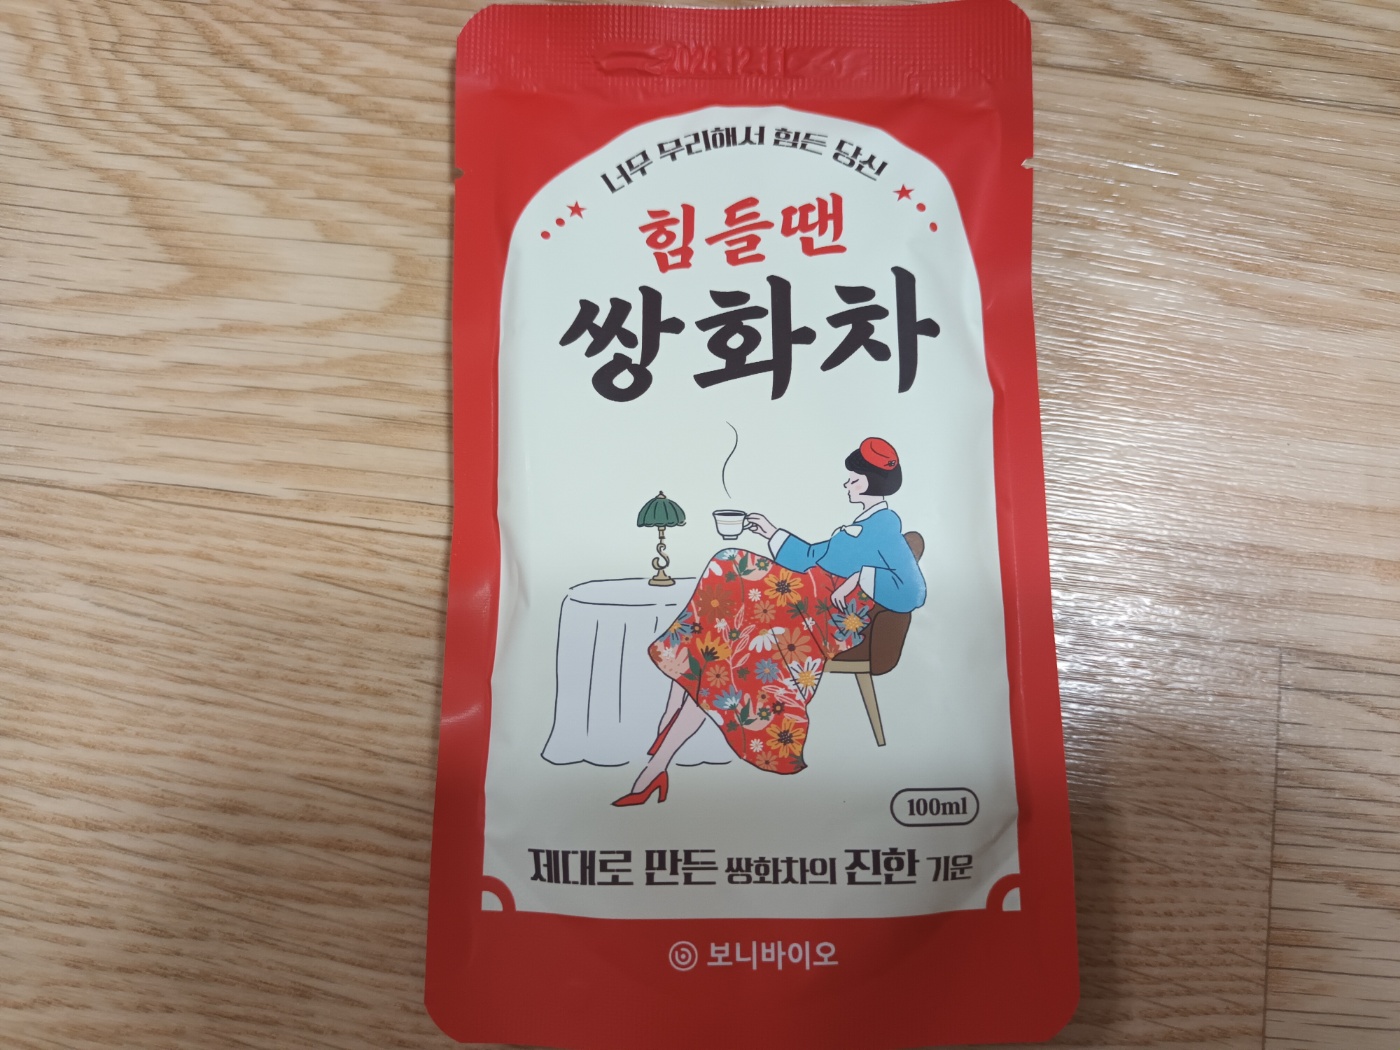 너무 무리해서 힘든 당신
힘들땐
쌍화차
100ml
제대로 만든 쌍화차의 진한 기운
보니바이오